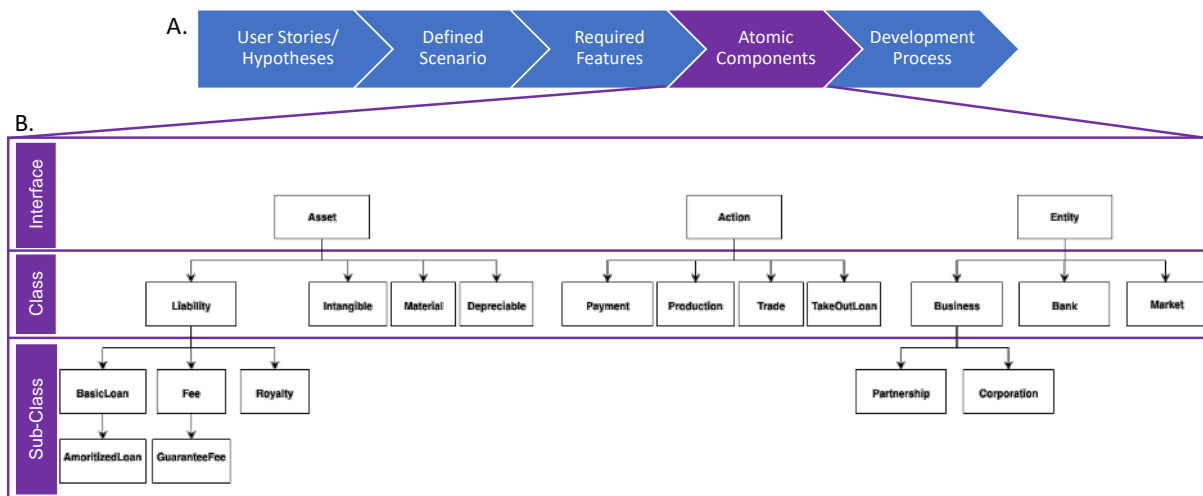 A.
User Stories/
Hypotheses
Defined
Scenario
Required
Features
Atomic
Components
Development
Process
B.
Interface
Asset
Action
Entity
Class
Liability
Intangible
Material
Depreciable
Payment
Production
Trade
TakeOutLoan
Business
Bank
Market
Sub-Class
BasicLoan
Fee
Royalty
Partnership
Corporation
AmoritizedLoan
GuaranteeFee